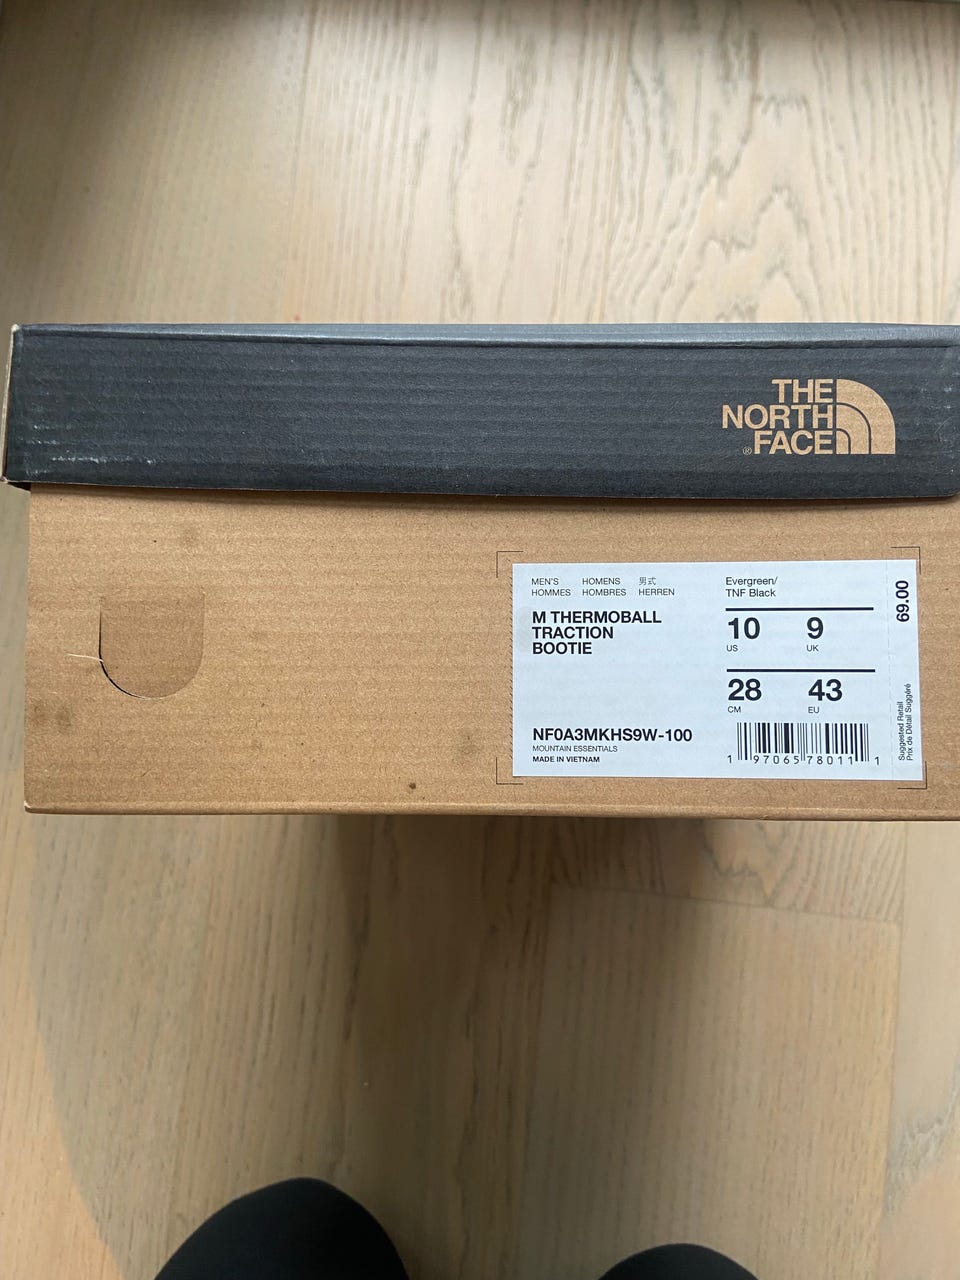 THE
NORTH
® FACE
MEN'S HOMENS 男式
HOMMES HOMBRES HERREN
M THERMOBALL
TRACTION
BOOTIE
NF0A3MKHS9W-100
MOUNTAIN ESSENTIALS
MADE IN VIETNAM
Evergreen/
TNF Black
10 9
US UK
28 43
CM EU
1 97065 78011 1
69.00
Suggested Retail
Prix de Détail Suggéré